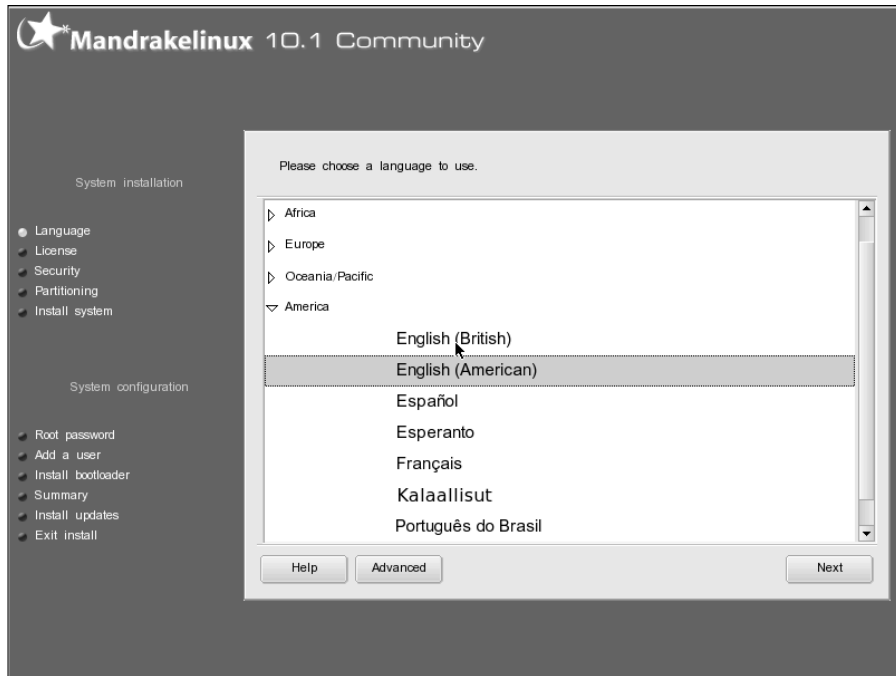 Mandrakelinux 10.1 Community
System installation
Language
License
Security
Partitioning
Install system
System configuration
Root password
Add a user
Install bootloader
Summary
Install updates
Exit install
Please choose a language to use.
Africa
Europe
Oceania/Pacific
America
English (British)
English (American)
Español
Esperanto
Français
Kalaallisut
Português do Brasil
Help Advanced Next